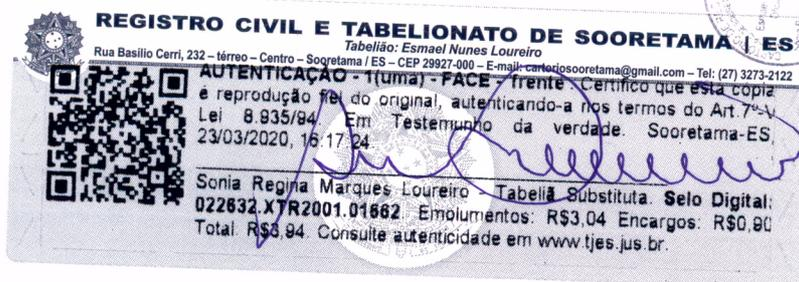 REGISTRO CIVIL E TABELIONATO DE SOORETAMA | ES
Tabelião: Esmael Nunes Loureiro
Rua Basílio Cerri, 232 – térreo – Centro – Sooretama / ES – CEP 29927-000 – E-mail: cartoriosooretama@gmail.com – Tel: (27) 3273-2122
AUTENTICAÇÃO - 1(uma) - FACE - frente . Certifico que esta cópia
é reprodução fiel do original, autenticando-a nos termos do Art.7º-V
Lei 8.935/94. Em Testemunho da verdade. Sooretama-ES,
23/03/2020, 16:17:24
Sonia Regina Marques Loureiro - Tabeliã Substituta. Selo Digital:
022632.XTR2001.01662. Emolumentos: R$3,04 Encargos: R$0,90
Total: R$3,94. Consulte autenticidade em www.tjes.jus.br.